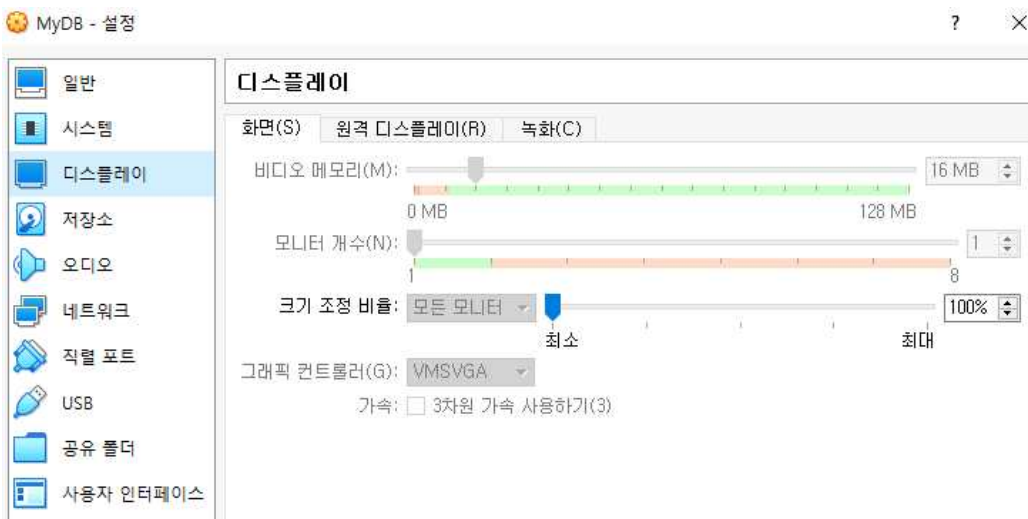 MyDB - 설정
?
×
일반
시스템
디스플레이
저장소
오디오
네트워크
직렬 포트
USB
공유 폴더
사용자 인터페이스
디스플레이
화면(S) 원격 디스플레이(R) 녹화(C)
비디오 메모리(M): 16 MB
0 MB 128 MB
모니터 개수(N): 1
1 8
크기 조정 비율: 모든 모니터 100%
최소 최대
그래픽 컨트롤러(G): VMSVGA
가속: 3차원 가속 사용하기(3)